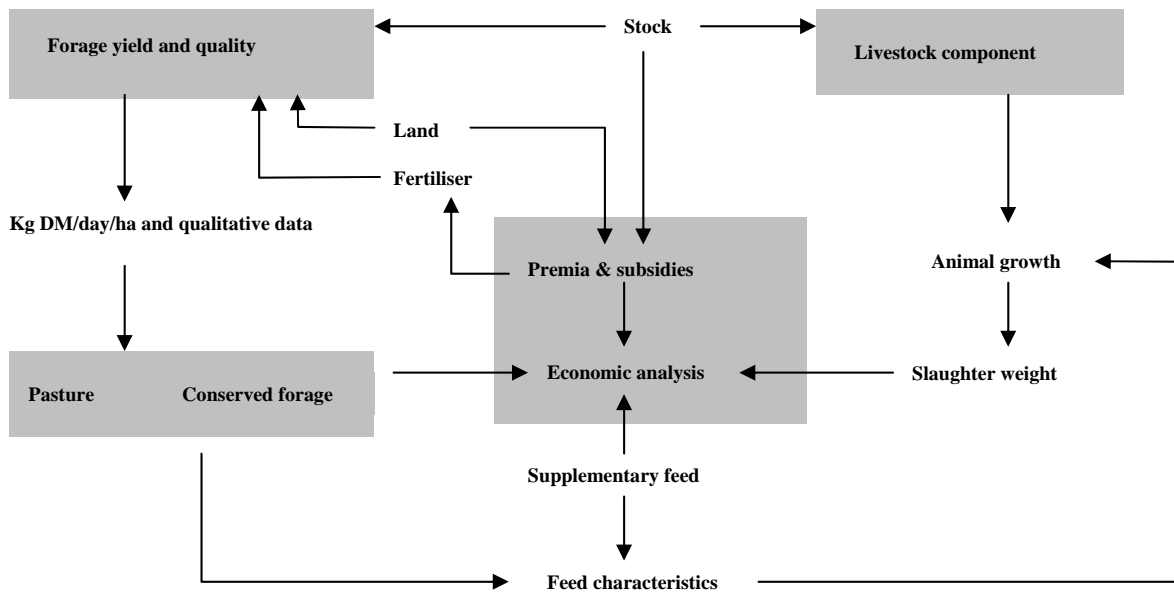 Stock
Forage yield and quality
Livestock component
Land
Fertiliser
Kg DM/day/ha and qualitative data
Premia & subsidies
Animal growth
Economic analysis
Slaughter weight
Pasture
Conserved forage
Supplementary feed
Feed characteristics